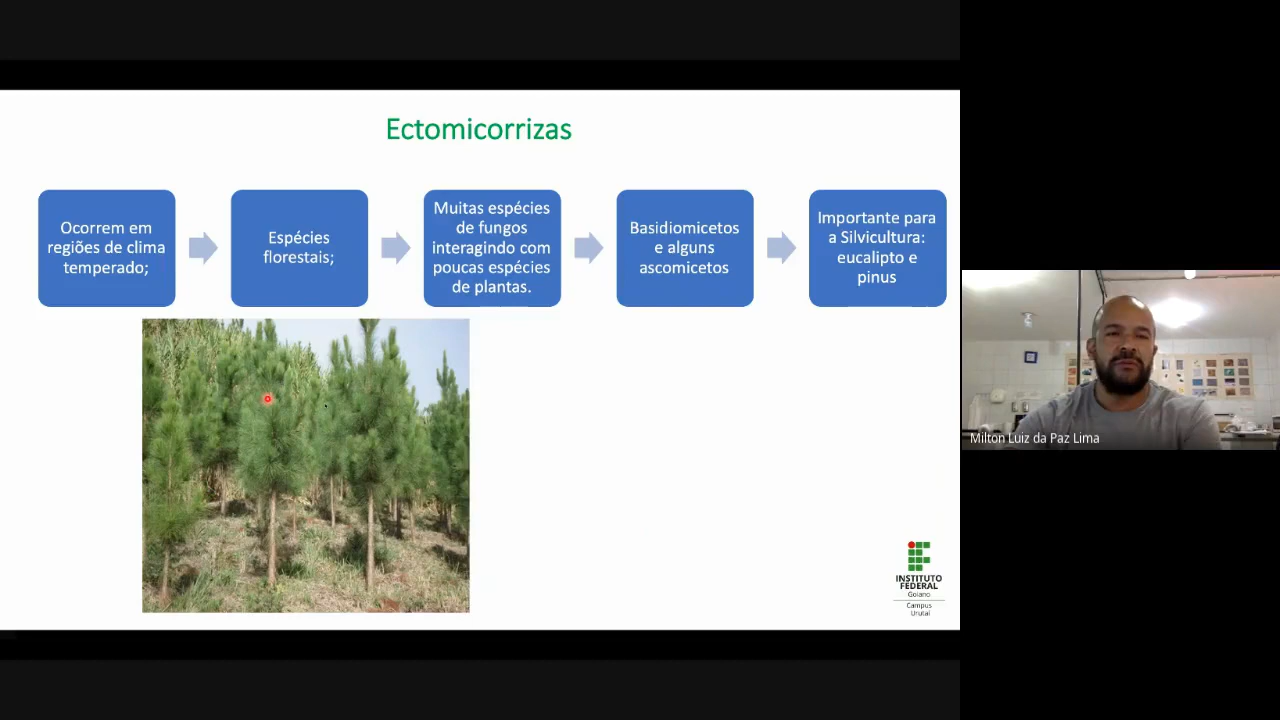 Ectomicorrizas
Ocorrem em
regiões de clima
temperado;
Espécies
florestais;
Muitas espécies
de fungos
interagindo com
poucas espécies
de plantas.
Basidiomicetos
e alguns
ascomicetos
Importante para
a Silvicultura:
eucalipto e
pinus
Milton Luiz da Paz Lima
INSTITUTO
FEDERAL
Goiano
Campus
Urutaí